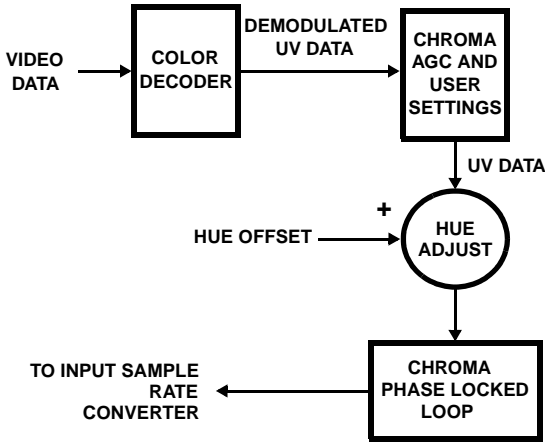 VIDEO
DATA
COLOR
DECODER
DEMODULATED
UV DATA
CHROMA
AGC AND
USER
SETTINGS
UV DATA
+
HUE OFFSET
HUE
ADJUST
CHROMA
PHASE LOCKED
LOOP
TO INPUT SAMPLE
RATE
CONVERTER